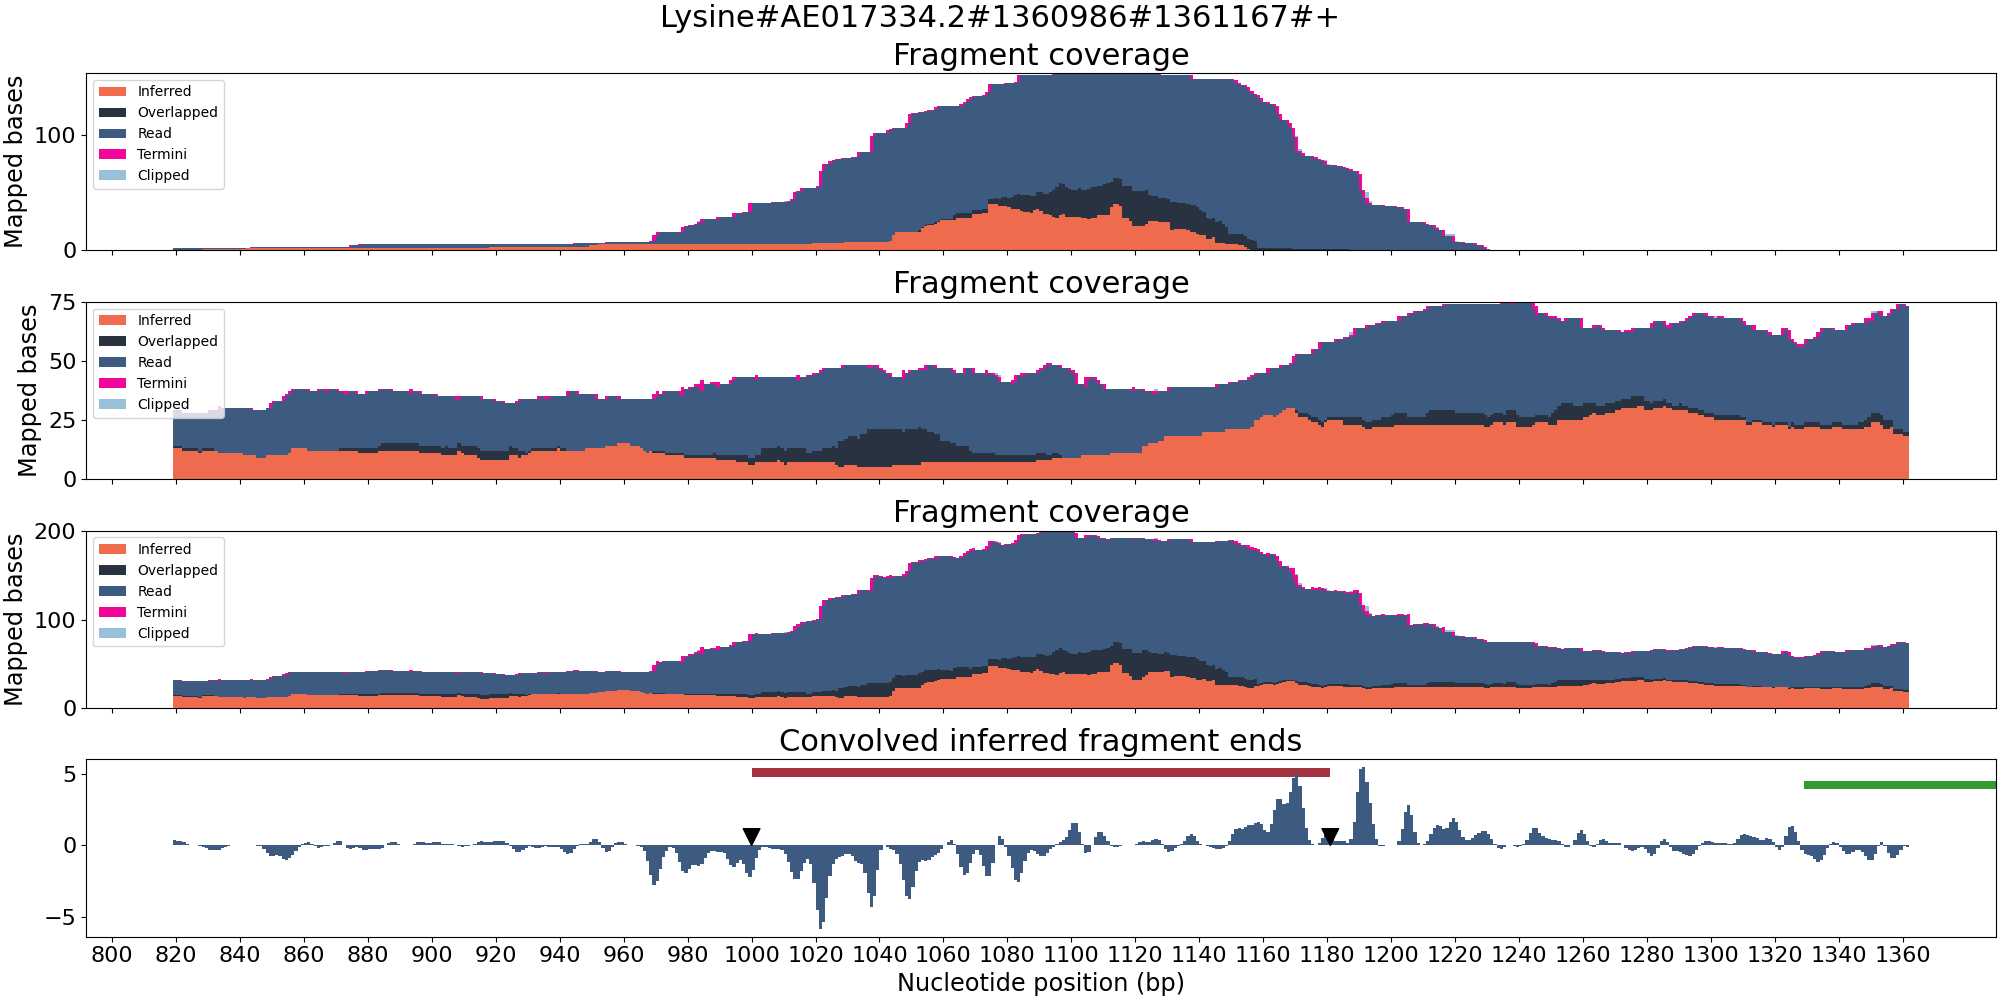 Lysine#AE017334.2#1360986#1361167#+
Fragment coverage
Mapped bases
100
0
Inferred
Overlapped
Read
Termini
Clipped
Fragment coverage
Mapped bases
75
50
25
0
Inferred
Overlapped
Read
Termini
Clipped
Fragment coverage
Mapped bases
200
100
0
Inferred
Overlapped
Read
Termini
Clipped
Convolved inferred fragment ends
5
0
−5
800 820 840 860 880 900 920 940 960 980 1000 1020 1040 1060 1080 1100 1120 1140 1160 1180 1200 1220 1240 1260 1280 1300 1320 1340 1360
Nucleotide position (bp)